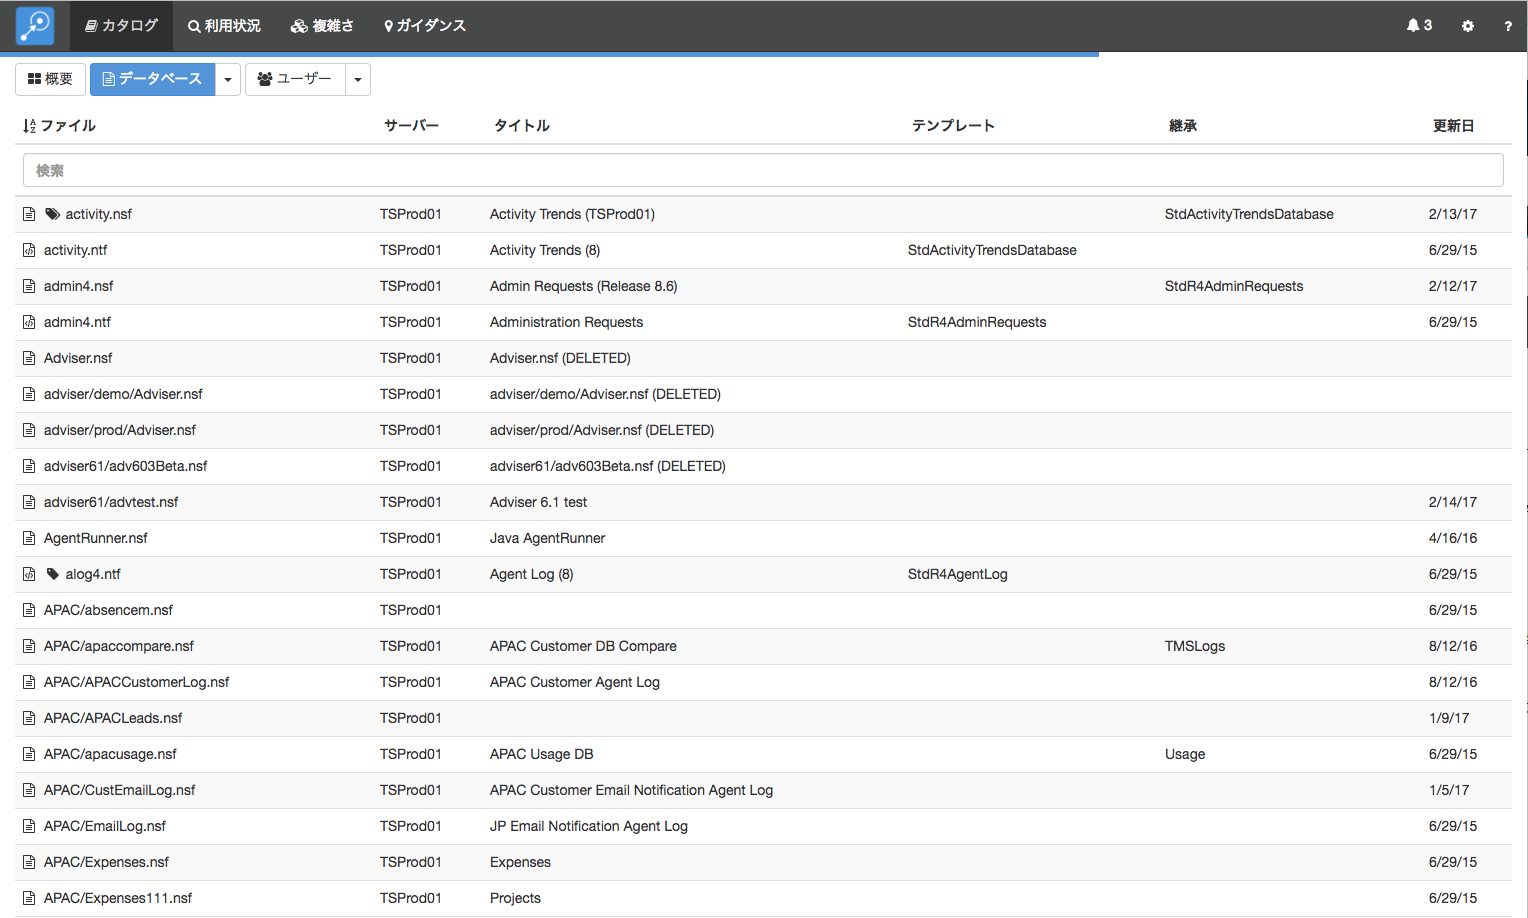 カタログ 利用状況 複雑さ ガイダンス 3 ?
概要 データベース ユーザー
ファイル サーバー タイトル テンプレート 継承 更新日
検索
activity.nsf TSProd01 Activity Trends (TSProd01) StdActivityTrendsDatabase 2/13/17
activity.ntf TSProd01 Activity Trends (8) StdActivityTrendsDatabase 6/29/15
admin4.nsf TSProd01 Admin Requests (Release 8.6) StdR4AdminRequests 2/12/17
admin4.ntf TSProd01 Administration Requests StdR4AdminRequests 6/29/15
Adviser.nsf TSProd01 Adviser.nsf (DELETED)
adviser/demo/Adviser.nsf TSProd01 adviser/demo/Adviser.nsf (DELETED)
adviser/prod/Adviser.nsf TSProd01 adviser/prod/Adviser.nsf (DELETED)
adviser61/adv603Beta.nsf TSProd01 adviser61/adv603Beta.nsf (DELETED)
adviser61/advtest.nsf TSProd01 Adviser 6.1 test 2/14/17
AgentRunner.nsf TSProd01 Java AgentRunner 4/16/16
alog4.ntf TSProd01 Agent Log (8) StdR4AgentLog 6/29/15
APAC/absencem.nsf TSProd01 6/29/15
APAC/apaccompare.nsf TSProd01 APAC Customer DB Compare TMSLogs 8/12/16
APAC/APACCustomerLog.nsf TSProd01 APAC Customer Agent Log 8/12/16
APAC/APACLeads.nsf TSProd01 1/9/17
APAC/apacusage.nsf TSProd01 APAC Usage DB Usage 6/29/15
APAC/CustEmailLog.nsf TSProd01 APAC Customer Email Notification Agent Log 1/5/17
APAC/EmailLog.nsf TSProd01 JP Email Notification Agent Log 6/29/15
APAC/Expenses.nsf TSProd01 Expenses 6/29/15
APAC/Expenses111.nsf TSProd01 Projects 6/29/15